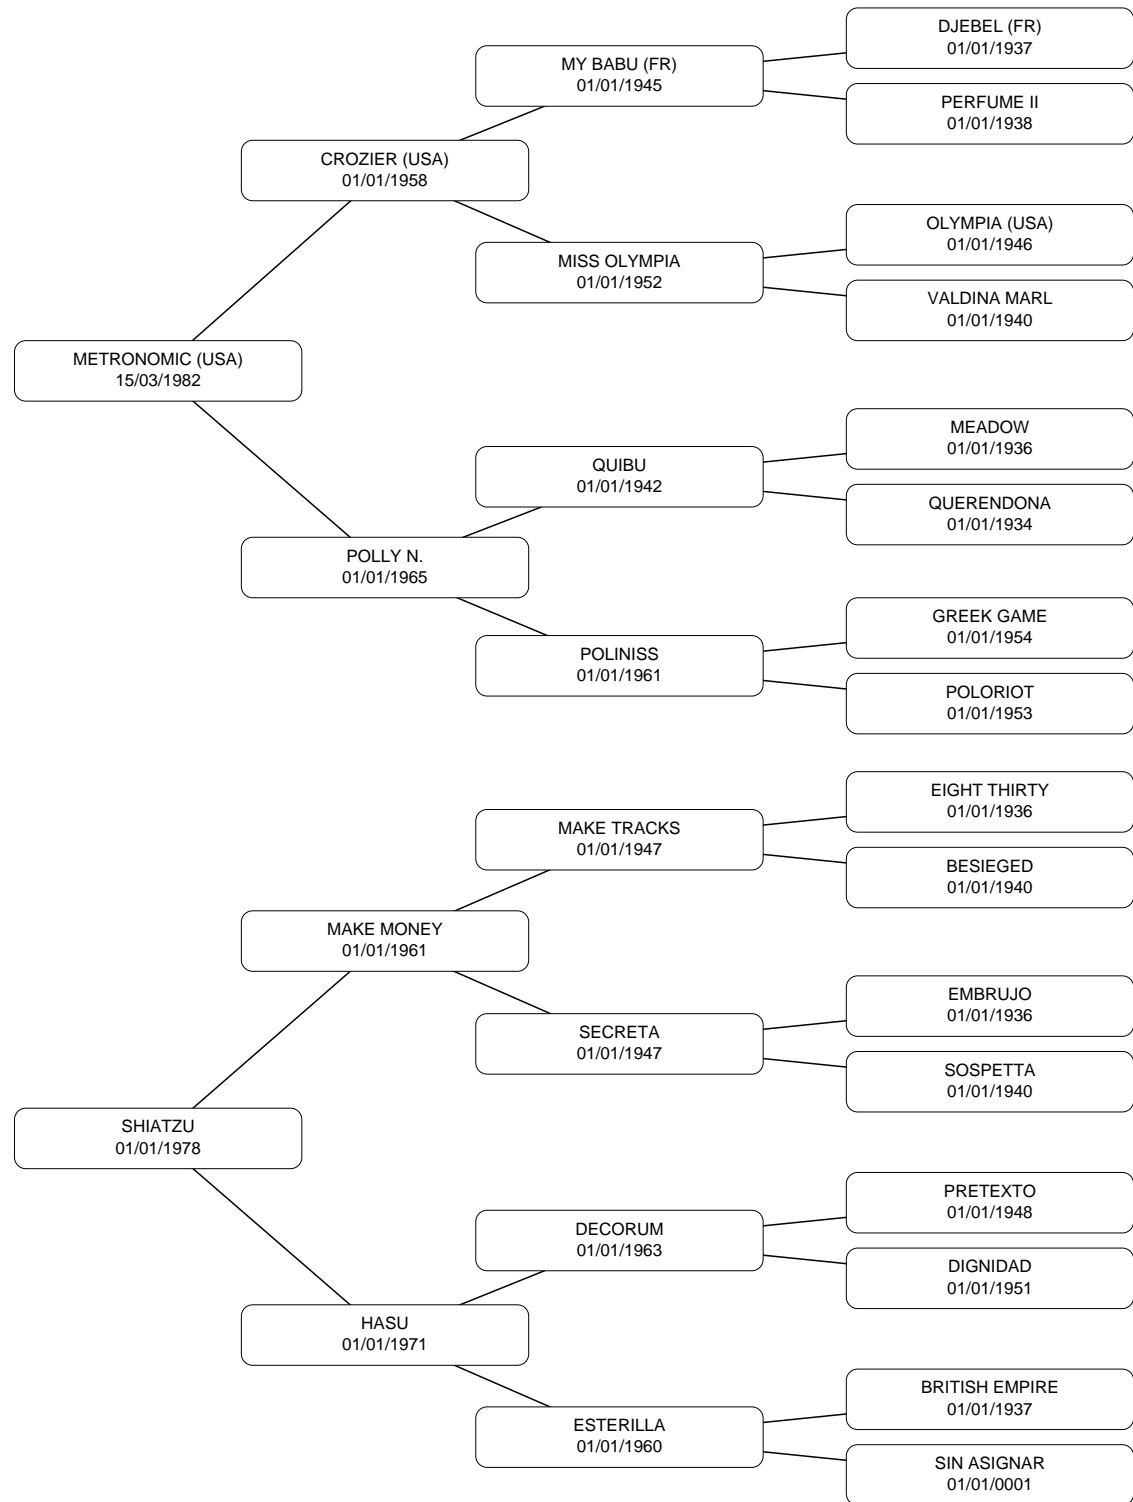 DJEBEL (FR)
01/01/1937
MY BABU (FR)
01/01/1945
PERFUME II
01/01/1938
CROZIER (USA)
01/01/1958
OLYMPIA (USA)
01/01/1946
MISS OLYMPIA
01/01/1952
VALDINA MARL
01/01/1940
METRONOMIC (USA)
15/03/1982
MEADOW
01/01/1936
QUIBU
01/01/1942
QUERENDONA
01/01/1934
POLLY N.
01/01/1965
GREEK GAME
01/01/1954
POLINISS
01/01/1961
POLORIOT
01/01/1953
EIGHT THIRTY
01/01/1936
MAKE TRACKS
01/01/1947
BESIEGED
01/01/1940
MAKE MONEY
01/01/1961
EMBRUJO
01/01/1936
SECRETA
01/01/1947
SOSPETTA
01/01/1940
SHIATZU
01/01/1978
PRETEXTO
01/01/1948
DECORUM
01/01/1963
DIGNIDAD
01/01/1951
HASU
01/01/1971
BRITISH EMPIRE
01/01/1937
ESTERILLA
01/01/1960
SIN ASIGNAR
01/01/0001